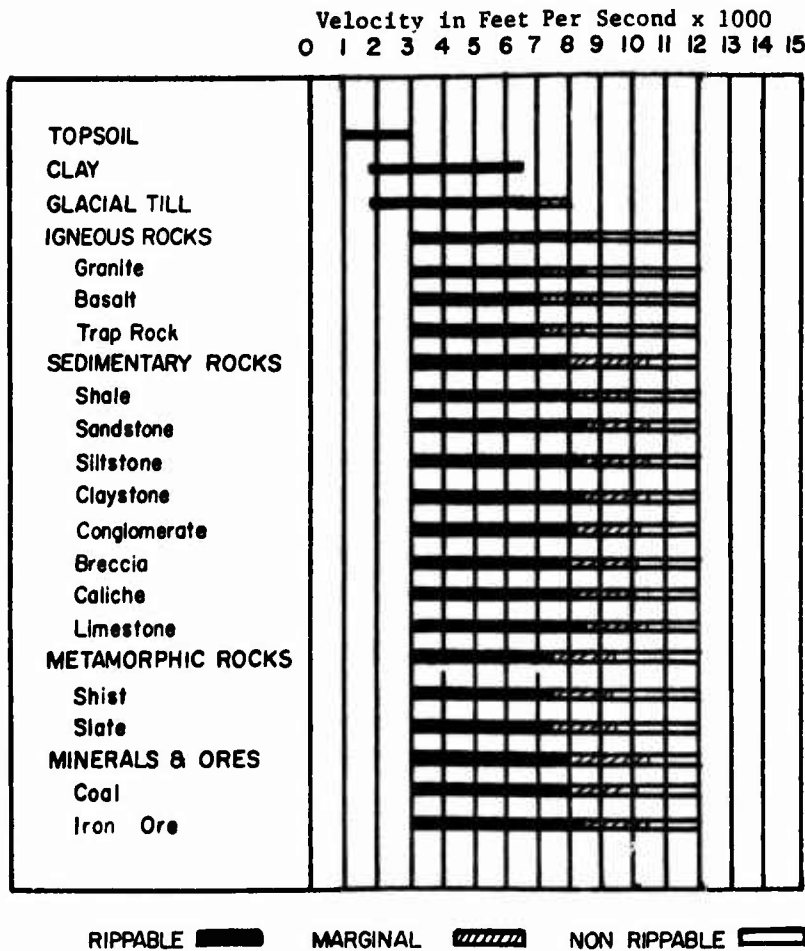 Velocity in Feet Per Second x 1000
0 1 2 3 4 5 6 7 8 9 10 11 12 13 14 15
TOPSOIL
CLAY
GLACIAL TILL
IGNEOUS ROCKS
Granite
Basalt
Trap Rock
SEDIMENTARY ROCKS
Shale
Sandstone
Siltstone
Claystone
Conglomerate
Breccia
Caliche
Limestone
METAMORPHIC ROCKS
Shist
Slate
MINERALS & ORES
Coal
Iron Ore
RIPPABLE MARGINAL NON RIPPABLE